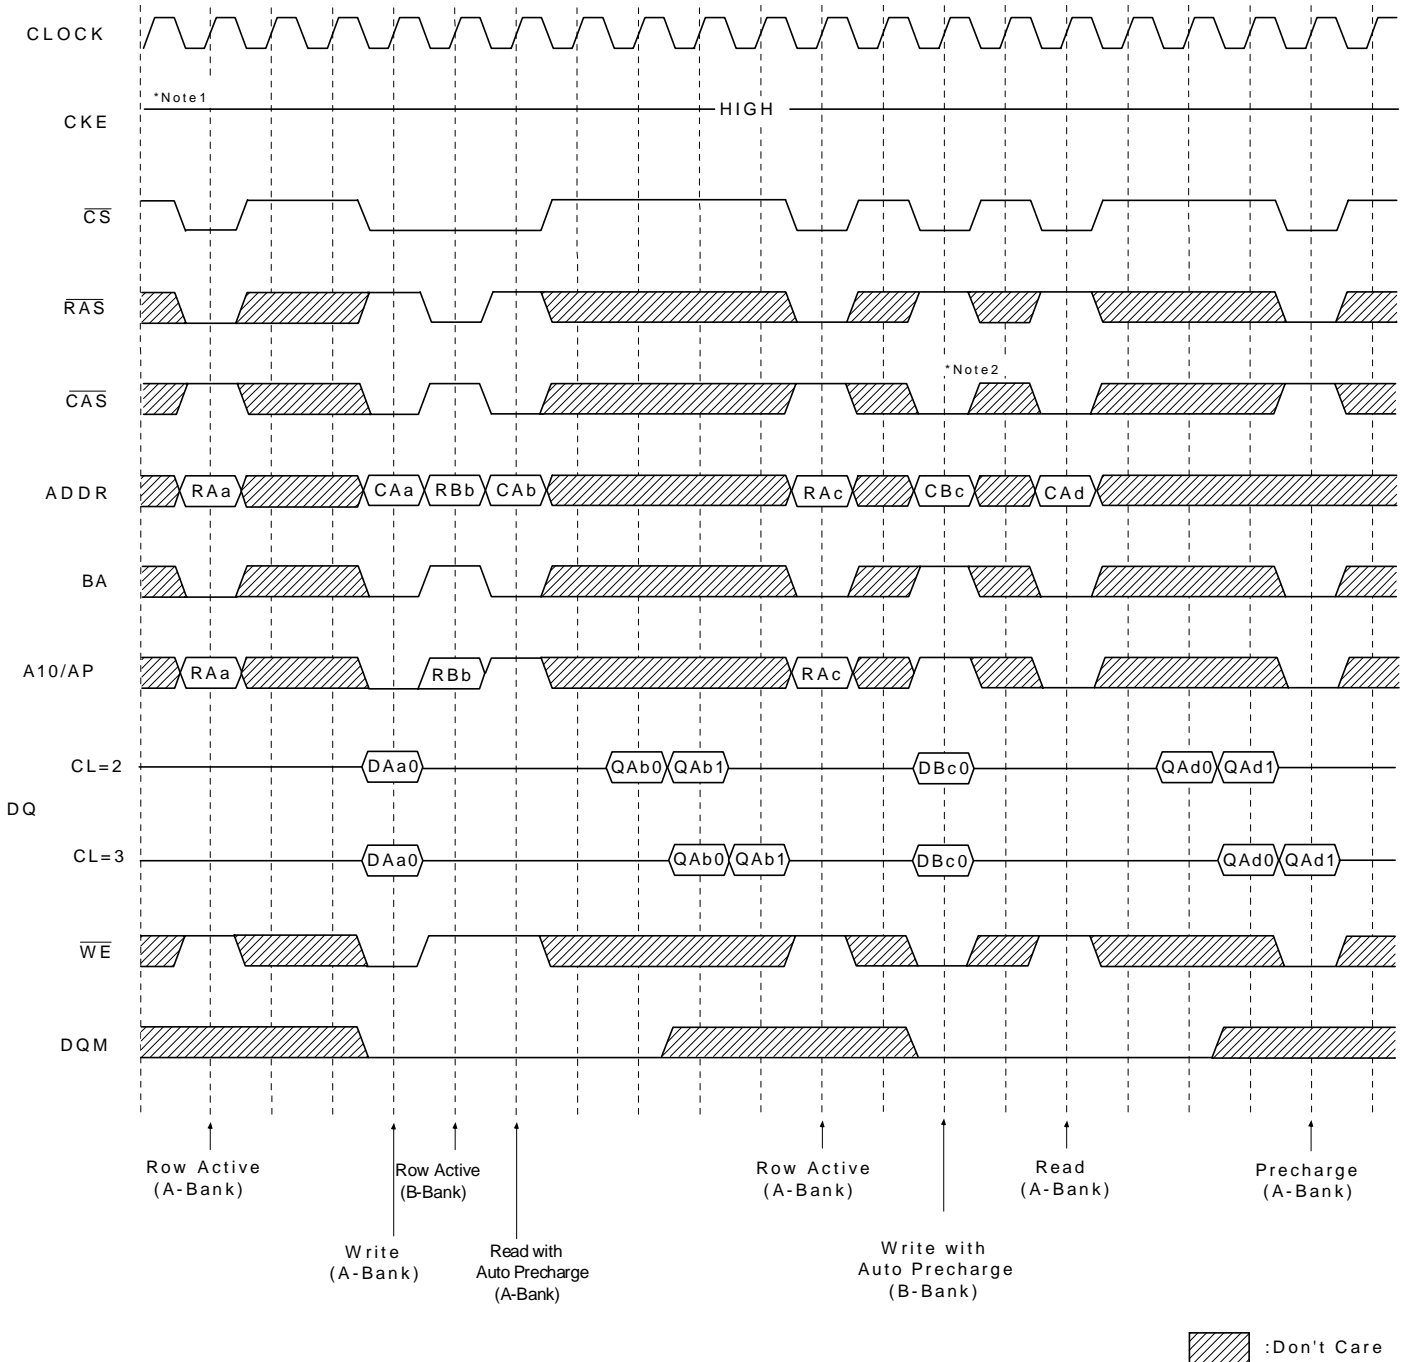 CLOCK
*Note1
CKE
HIGH
CS
RAS
CAS
*Note2
ADDR
RAa
CAa
RBb
CAb
RAc
CBc
CAd
BA
A10/AP
RAa
RBb
RAc
CL=2
DAa0
QAb0
QAb1
DBc0
QAd0
QAd1
DQ
CL=3
DAa0
QAb0
QAb1
DBc0
QAd0
QAd1
WE
DQM
Row Active
(A-Bank)
Row Active
(B-Bank)
Row Active
(A-Bank)
Read
(A-Bank)
Precharge
(A-Bank)
Write
(A-Bank)
Read with
Auto Precharge
(A-Bank)
Write with
Auto Precharge
(B-Bank)
:Don't Care